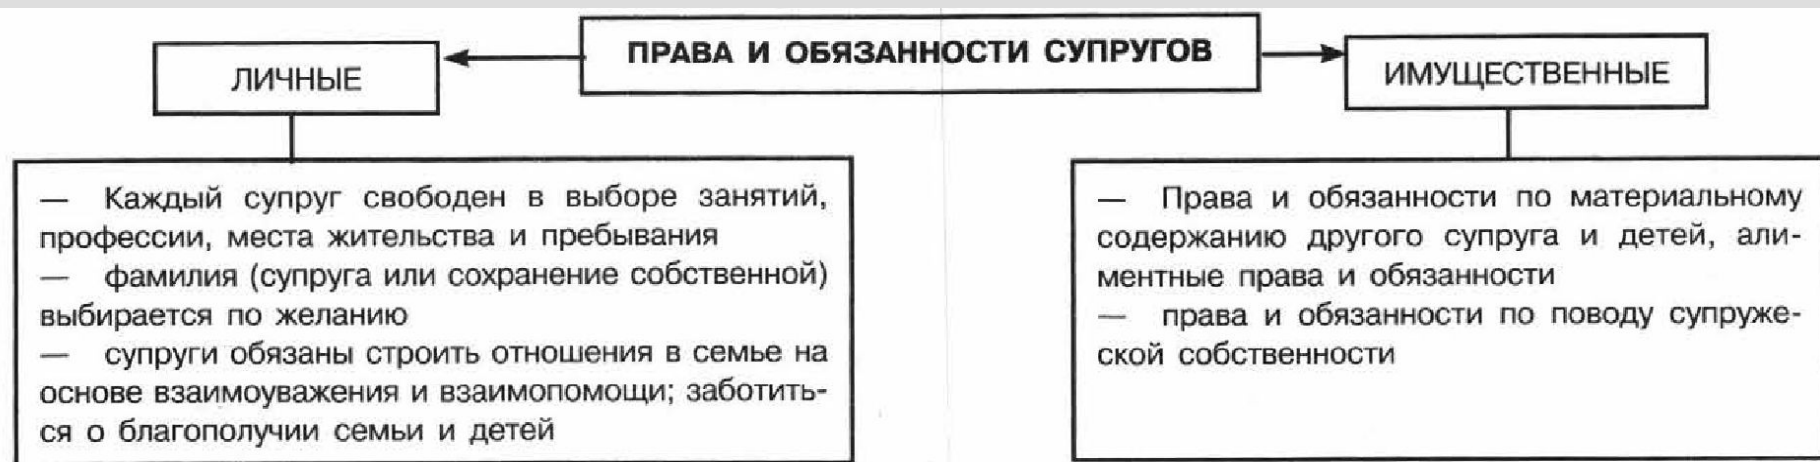 ПРАВА И ОБЯЗАННОСТИ СУПРУГОВ
ЛИЧНЫЕ
ИМУЩЕСТВЕННЫЕ
— Каждый супруг свободен в выборе занятий,
профессии, места жительства и пребывания
— фамилия (супруга или сохранение собственной)
выбирается по желанию
— супруги обязаны строить отношения в семье на
основе взаимоуважения и взаимопомощи; заботить-
ся о благополучии семьи и детей
— Права и обязанности по материальному
содержанию другого супруга и детей, али-
ментные права и обязанности
— права и обязанности по поводу супруже-
ской собственности